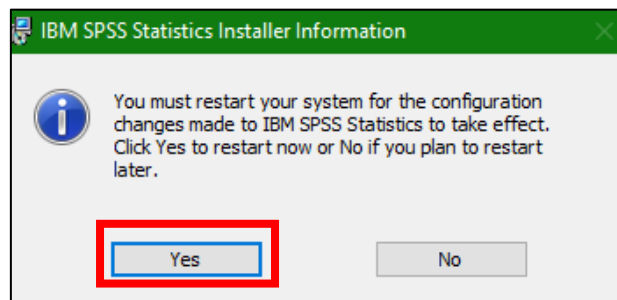 IBM SPSS Statistics Installer Information
You must restart your system for the configuration
changes made to IBM SPSS Statistics to take effect.
Click Yes to restart now or No if you plan to restart
later.
Yes No